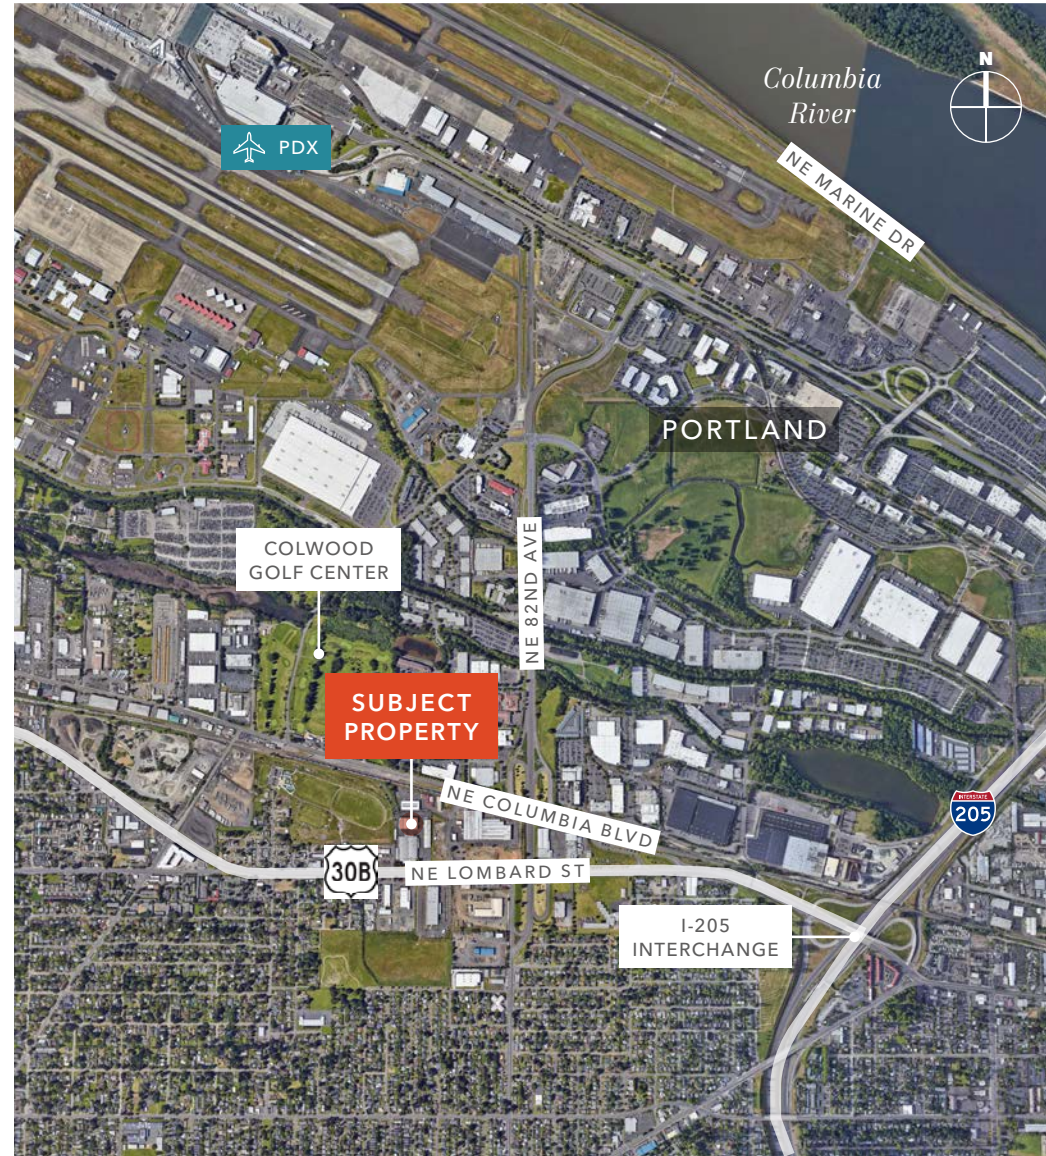 N
Columbia
River
PDX
NE MARINE DR
PORTLAND
NE 82ND AVE
COLWOOD
GOLF CENTER
SUBJECT
PROPERTY
NE COLUMBIA BLVD
INTERSTATE
205
30B
NE LOMBARD ST
I-205
INTERCHANGE